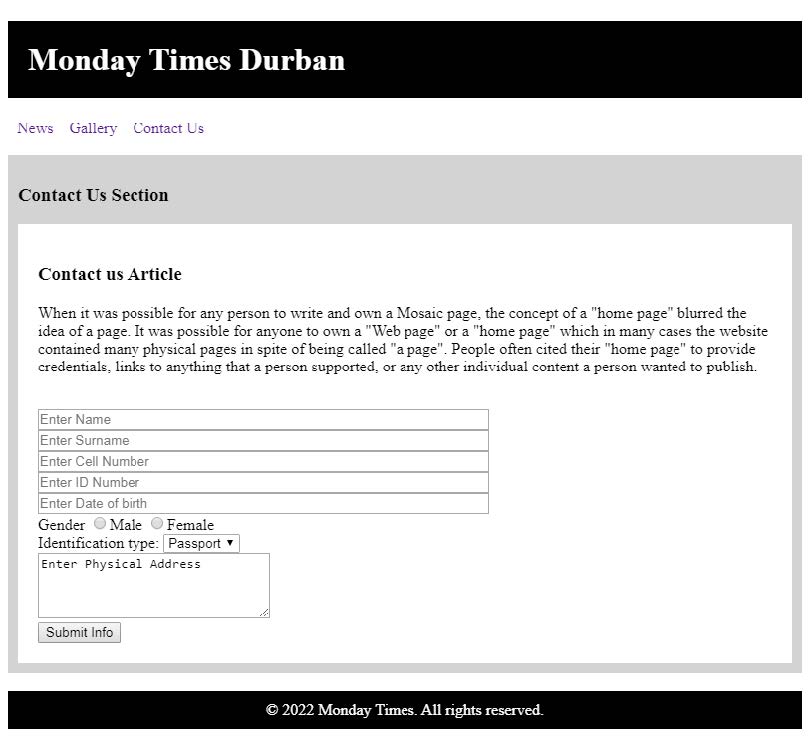 Monday Times Durban
News Gallery Contact Us
Contact Us Section
Contact us Article
When it was possible for any person to write and own a Mosaic page, the concept of a "home page" blurred the
idea of a page. It was possible for anyone to own a "Web page" or a "home page" which in many cases the website
contained many physical pages in spite of being called "a page". People often cited their "home page" to provide
credentials, links to anything that a person supported, or any other individual content a person wanted to publish.
Enter Name
Enter Surname
Enter Cell Number
Enter ID Number
Enter Date of birth
Gender Male Female
Identification type: Passport
Enter Physical Address
Submit Info
© 2022 Monday Times. All rights reserved.